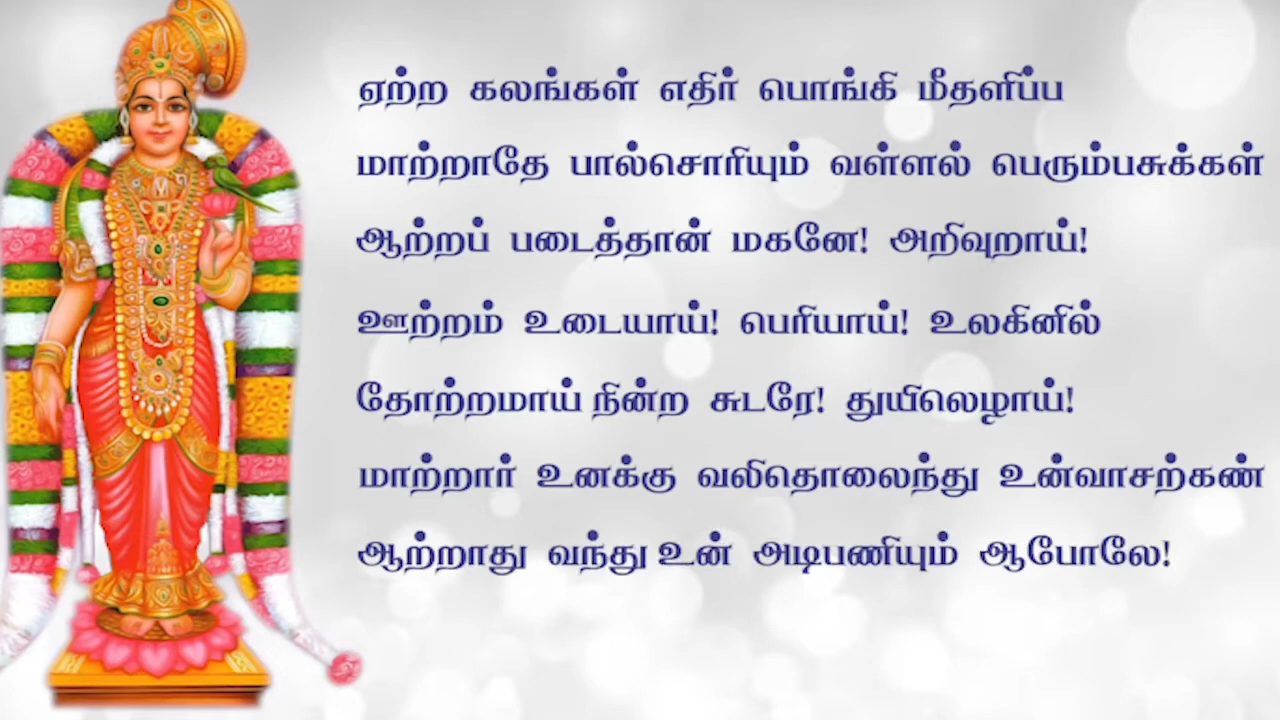 ஏற்ற கலங்கள் எதிர் பொங்கி மீதளிப்ப
மாற்றாதே பால்சொரியும் வள்ளல் பெரும்பசுக்கள்
ஆற்றப் படைத்தான் மகனே! அறிவுறாய்!
ஊற்றம் உடையாய்! பெரியாய்! உலகினில்
தோற்றமாய் நின்ற சுடரே! துயிலெழாய்!
மாற்றார் உனக்கு வலிதொலைந்து உன்வாசற்கண்
ஆற்றாது வந்து உன் அடிபணியும் ஆபோலே!